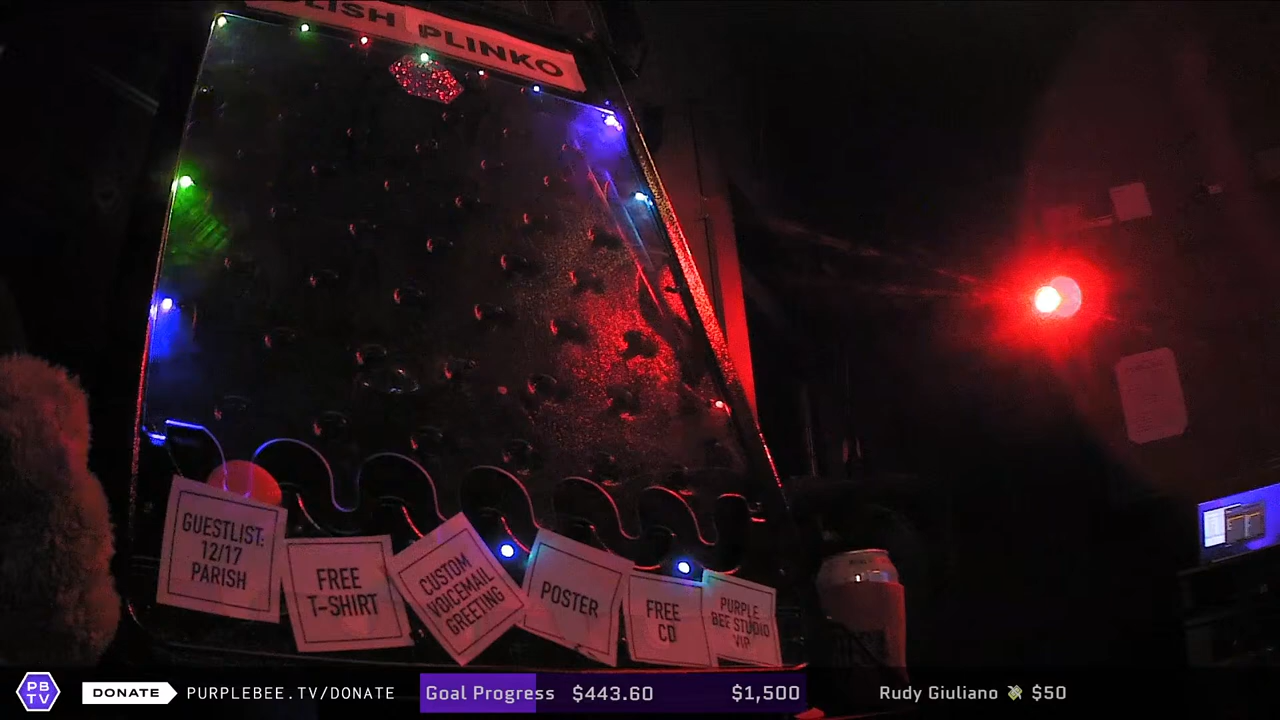 LISH PLINKO
GUESTLIST:
12/17
PARISH
FREE
T-SHIRT
CUSTOM
VOICEMAIL
GREETING
POSTER
FREE
CD
PURPLE
BEE STUDIO
VIP
PB
TV
DONATE
PURPLEBEE.TV/DONATE
Goal Progress $443.60 $1,500
Rudy Giuliano $50